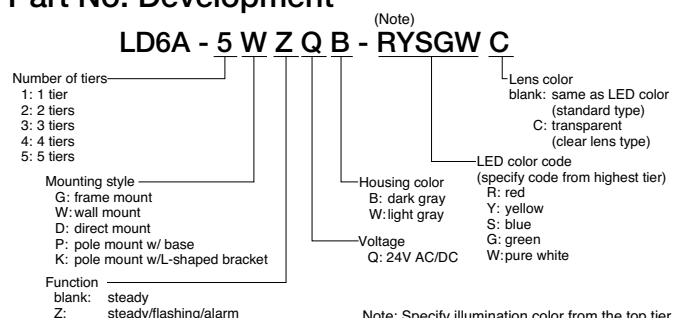 Part No. Development
(Note)
LD6A - 5 W Z Q B - RYSGW C
Number of tiers
1: 1 tier
2: 2 tiers
3: 3 tiers
4: 4 tiers
5: 5 tiers
Mounting style
G: frame mount
W: wall mount
D: direct mount
P: pole mount w/ base
K: pole mount w/L-shaped bracket
Function
blank: steady
Z: steady/flashing/alarm
Housing color
B: dark gray
W: light gray
Voltage
Q: 24V AC/DC
Lens color
blank: same as LED color
(standard type)
C: transparent
(clear lens type)
LED color code
(specify code from highest tier)
R: red
Y: yellow
S: blue
G: green
W: pure white
Note: Specify illumination color from the top tier